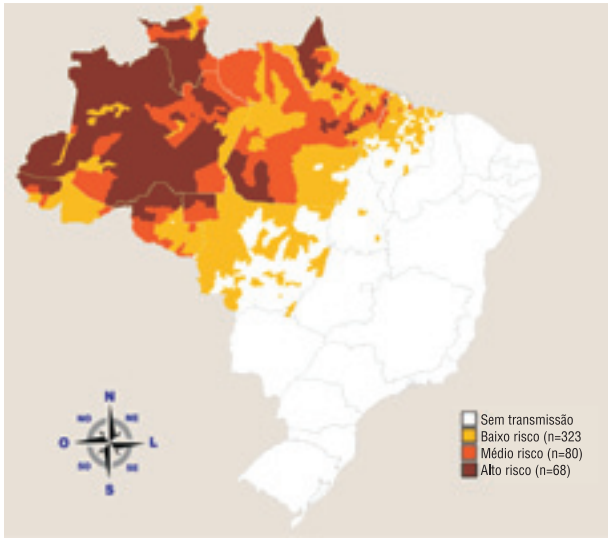 N
NO NE
O L
SO SE
S
Sem transmissão
Baixo risco (n=323
Médio risco (n=80)
Alto risco (n=68)